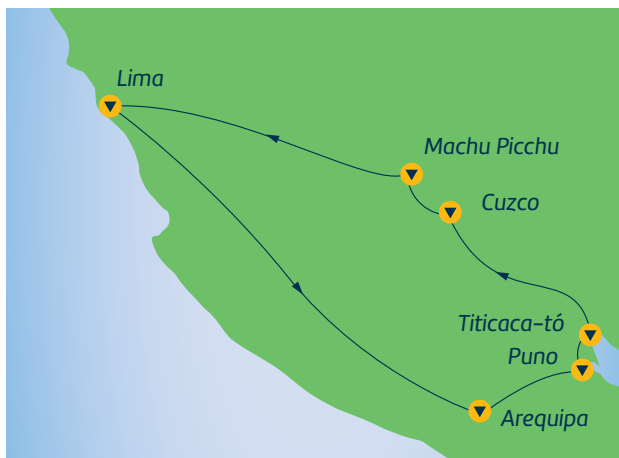 Lima
Machu Picchu
Cuzco
Titicaca-tó
Puno
Arequipa